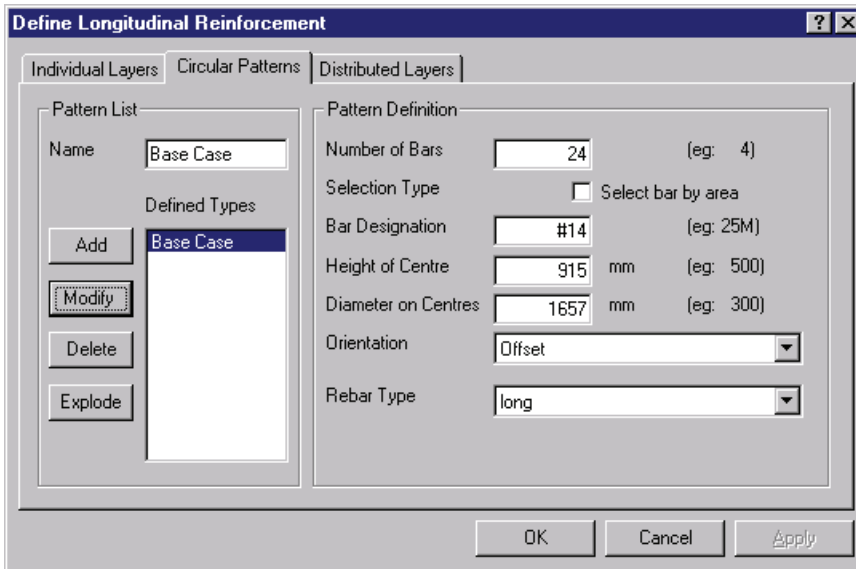 Define Longitudinal Reinforcement
Individual Layers Circular Patterns Distributed Layers
Pattern List
Name Base Case
Defined Types
Base Case
Add
Modify
Delete
Explode
Pattern Definition
Number of Bars 24 (eg: 4)
Selection Type Select bar by area
Bar Designation #14 (eg: 25M)
Height of Centre 915 mm (eg: 500)
Diameter on Centres 1657 mm (eg: 300)
Orientation Offset
Rebar Type long
OK Cancel Apply